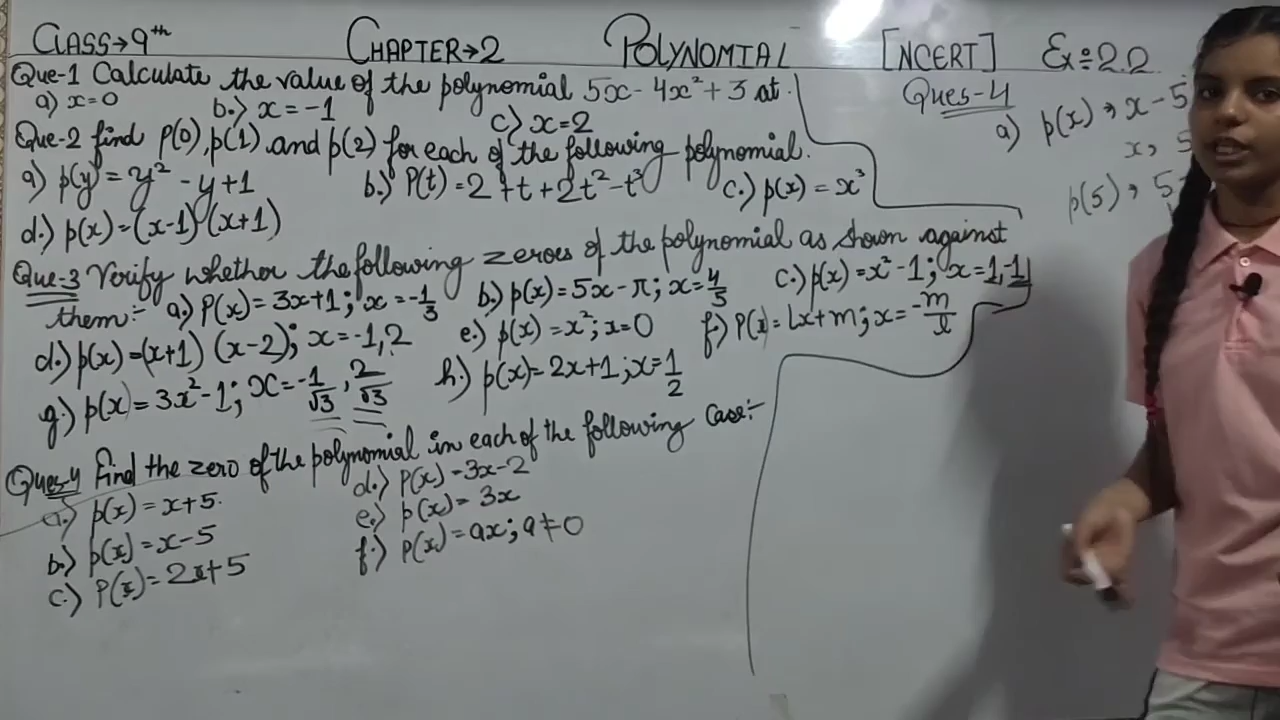 CLASS→9th CHAPTER→2 POLYNOMIAL [NCERT] Ex÷2.2
Que-1 Calculate the value of the polynomial 5x - 4x² + 3 at.
a) x=0 b.) x = -1 c) x=2
Que-2 find P(0), p(1) and p(2) for each of the following polynomial.
a) p(y) = y² - y + 1 b.) P(t) = 2 + t + 2t² - t³ c.) p(x) = x³
d.) p(x) = (x-1) (x+1)
Que-3 Verify whether the following zeroes of the polynomial as shown against
them:- a.) P(x) = 3x+1; x = -1/3 b.) p(x) = 5x - π; x = 4/5 c.) p(x) = x² - 1; x = 1, -1
d.) p(x) = (x+1) (x-2); x = -1, 2 e.) p(x) = x²; x=0 f.) P(x) = lx + m; x = -m/l
g.) p(x) = 3x² - 1; x = -1/√3, 2/√3 h.) p(x) = 2x + 1; x = 1/2
Ques-4 Find the zero of the polynomial in each of the following case:-
a.) p(x) = x+5.
b.) p(x) = x-5
c.) P(x) = 2x+5
d.) P(x) = 3x-2
e.) p(x) = 3x
f.) P(x) = ax; a≠0
Ques-4
a) p(x) , x - 5
x, 5
p(5) , 5-